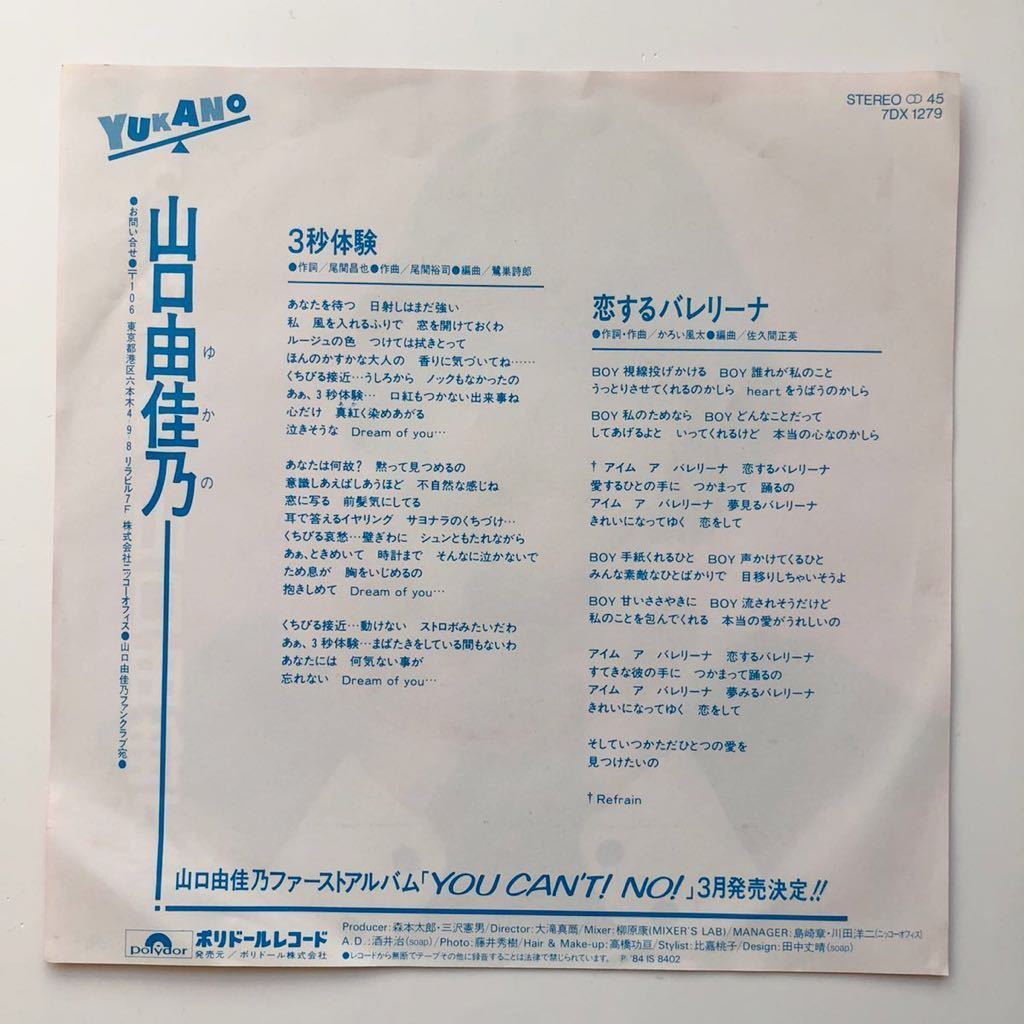 YUKANO
STEREO ○○ 45
7DX 1279
山口由佳乃
ゆかの
●お問い合せ●〒106 東京都港区六本木4-9-8 リラビル7F 株式会社ニッコーオフィス●山口由佳乃ファンクラブ宛●
3秒体験
●作詞/尾関昌也●作曲/尾関裕司●編曲/鷺巣詩郎
あなたを待つ 日射しはまだ強い
私 風を入れるふりで 窓を開けておくわ
ルージュの色 つけては拭きとって
ほんのかすかな大人の 香りに気づいてね……
くちびる接近…うしろから ノックもなかったの
あぁ、3秒体験… 口紅もつかない出来事ね
心だけ 真紅く染めあがる
泣きそうな Dream of you…
あなたは何故? 黙って見つめるの
意識しあえばしあうほど 不自然な感じね
窓に写る 前髪気にしてる
耳で答えるイヤリング サヨナラのくちづけ…
くちびる哀愁…壁ぎわに シュンともたれながら
あぁ、ときめいて 時計まで そんなに泣かないで
ため息が 胸をいじめるの
抱きしめて Dream of you…
くちびる接近…動けない ストロボみたいだわ
あぁ、3秒体験…まばたきをしている間もないわ
あなたには 何気ない事が
忘れない Dream of you…
恋するバレリーナ
●作詞・作曲/かろい風太●編曲/佐久間正英
BOY 視線投げかける BOY 誰れが私のこと
うっとりさせてくれるのかしら heartをうばうのかしら
BOY 私のためなら BOY どんなことだって
してあげるよと いってくれるけど 本当の心なのかしら
†アイム ア バレリーナ 恋するバレリーナ
愛するひとの手に つかまって 踊るの
アイム ア バレリーナ 夢見るバレリーナ
きれいになってゆく 恋をして
BOY 手紙くれるひと BOY 声かけてくるひと
みんな素敵なひとばかりで 目移りしちゃいそうよ
BOY 甘いささやきに BOY 流されそうだけど
私のことを包んでくれる 本当の愛がうれしいの
アイム ア バレリーナ 恋するバレリーナ
すてきな彼の手に つかまって踊るの
アイム ア バレリーナ 夢みるバレリーナ
きれいになってゆく 恋をして
そしていつかただひとつの愛を
見つけたいの
†Refrain
山口由佳乃ファーストアルバム「YOU CAN'T! NO!」3月発売決定!!
polydor
ポリドールレコード
発売元/ポリドール株式会社
Producer:森本太郎・三沢憲男/Director:大滝真啓/Mixer:柳原康(MIXER'S LAB)/MANAGER:島崎章・川田洋二(ニッコーオフィス)
A.D.:酒井治(soap)/Photo:藤井秀樹/Hair & Make-up:高橋功亘/Stylist:比嘉桃子/Design:田中丈晴(soap)
●レコードから無断でテープその他に録音することは法律で禁じられています。 Ⓟ '84 IS 8402